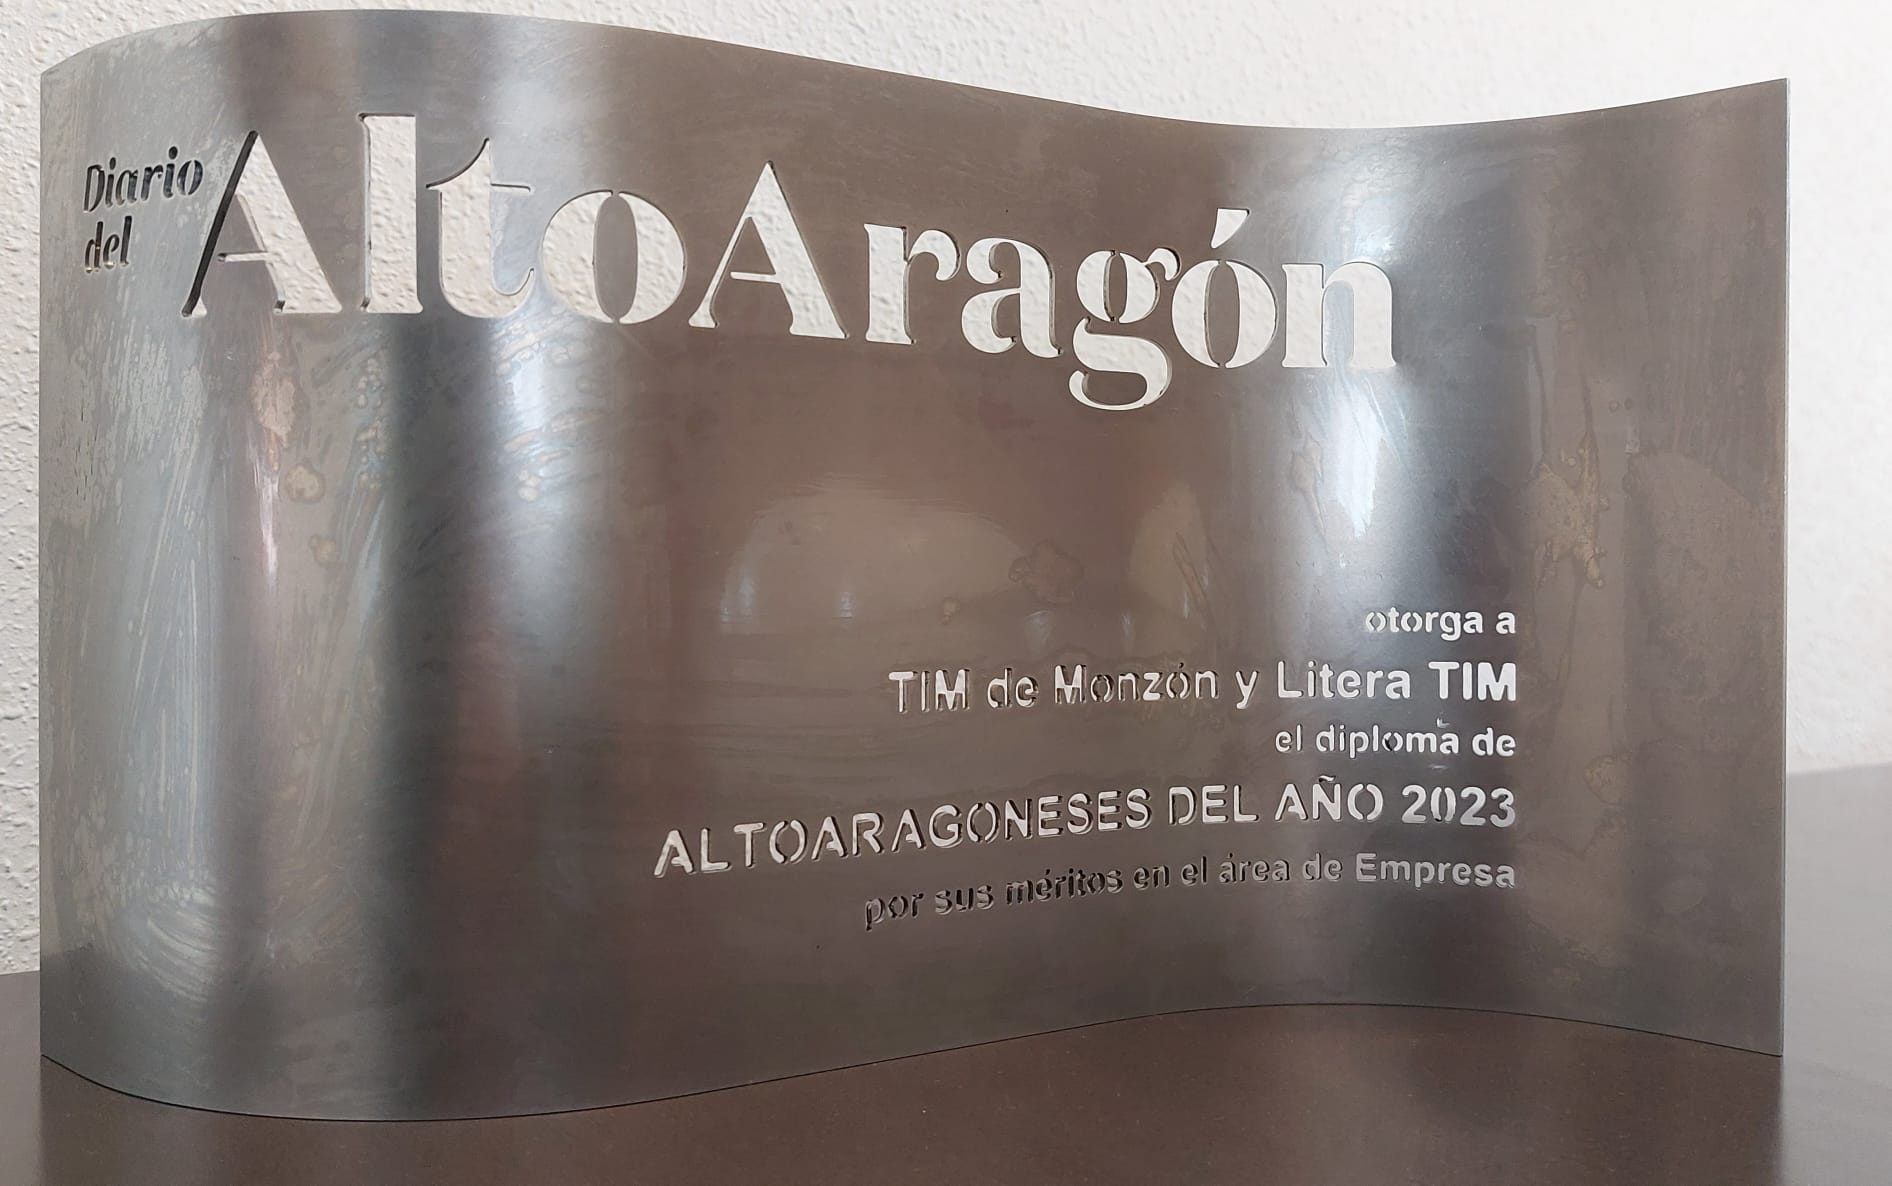 Diario
del
AltoAragón
otorga a
TIM de Monzón y Litera TIM
el diploma de
ALTOARAGONESES DEL AÑO 2023
por sus méritos en el área de Empresa